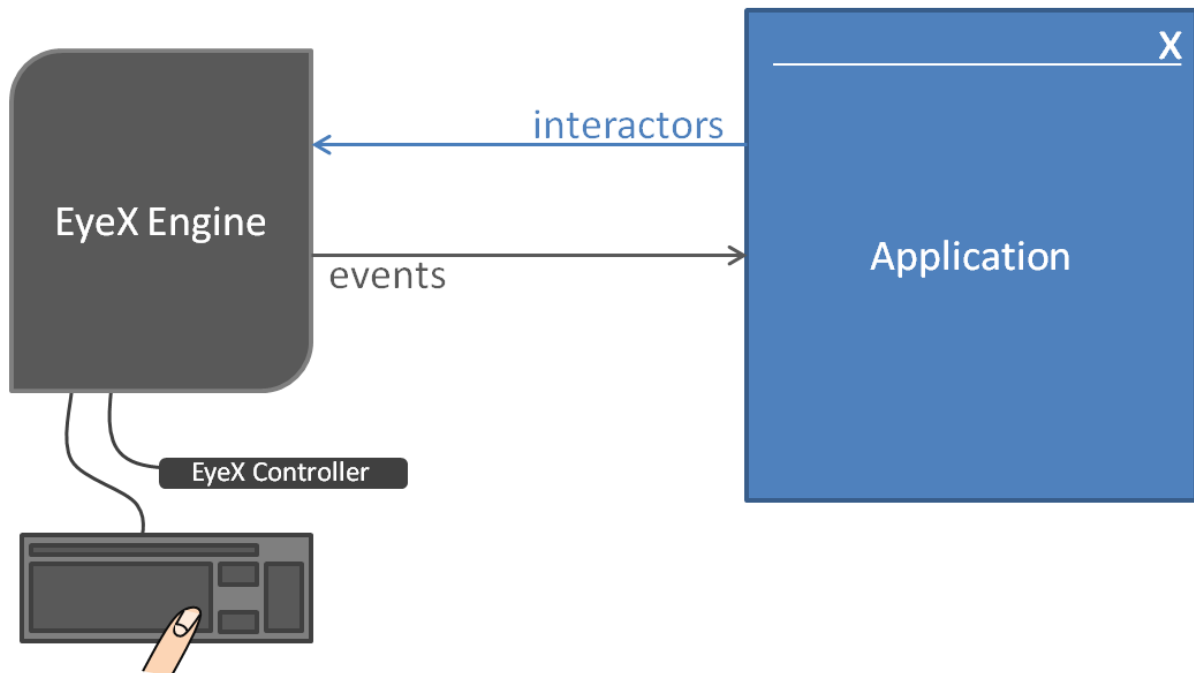 X
interactors
EyeX Engine
Application
events
EyeX Controller